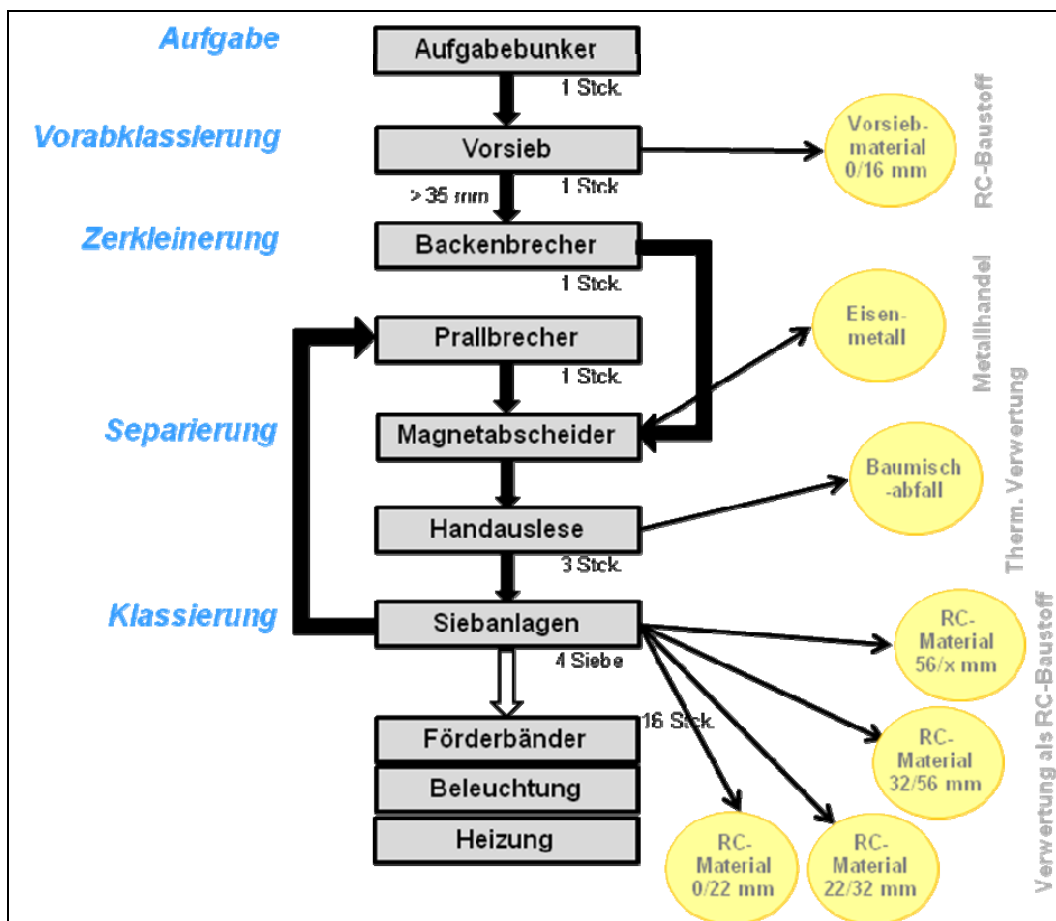 Aufgabe
Aufgabebunker
1 Stck.
Vorabklassierung
Vorsieb
1 Stck
> 35 mm
Vorsieb-
material
0/16 mm
RC-Baustoff
Zerkleinerung
Backenbrecher
1 Stck.
Prallbrecher
1 Stck.
Eisen-
metall
Metallhandel
Separierung
Magnetabscheider
Baumisch
-abfall
Therm. Verwertung
Handauslese
3 Stck.
Klassierung
Siebanlagen
4 Siebe
RC-
Material
56/x mm
RC-
Material
32/56 mm
RC-
Material
22/32 mm
RC-
Material
0/22 mm
Verwertung als RC-Baustoff
16 Stck.
Förderbänder
Beleuchtung
Heizung